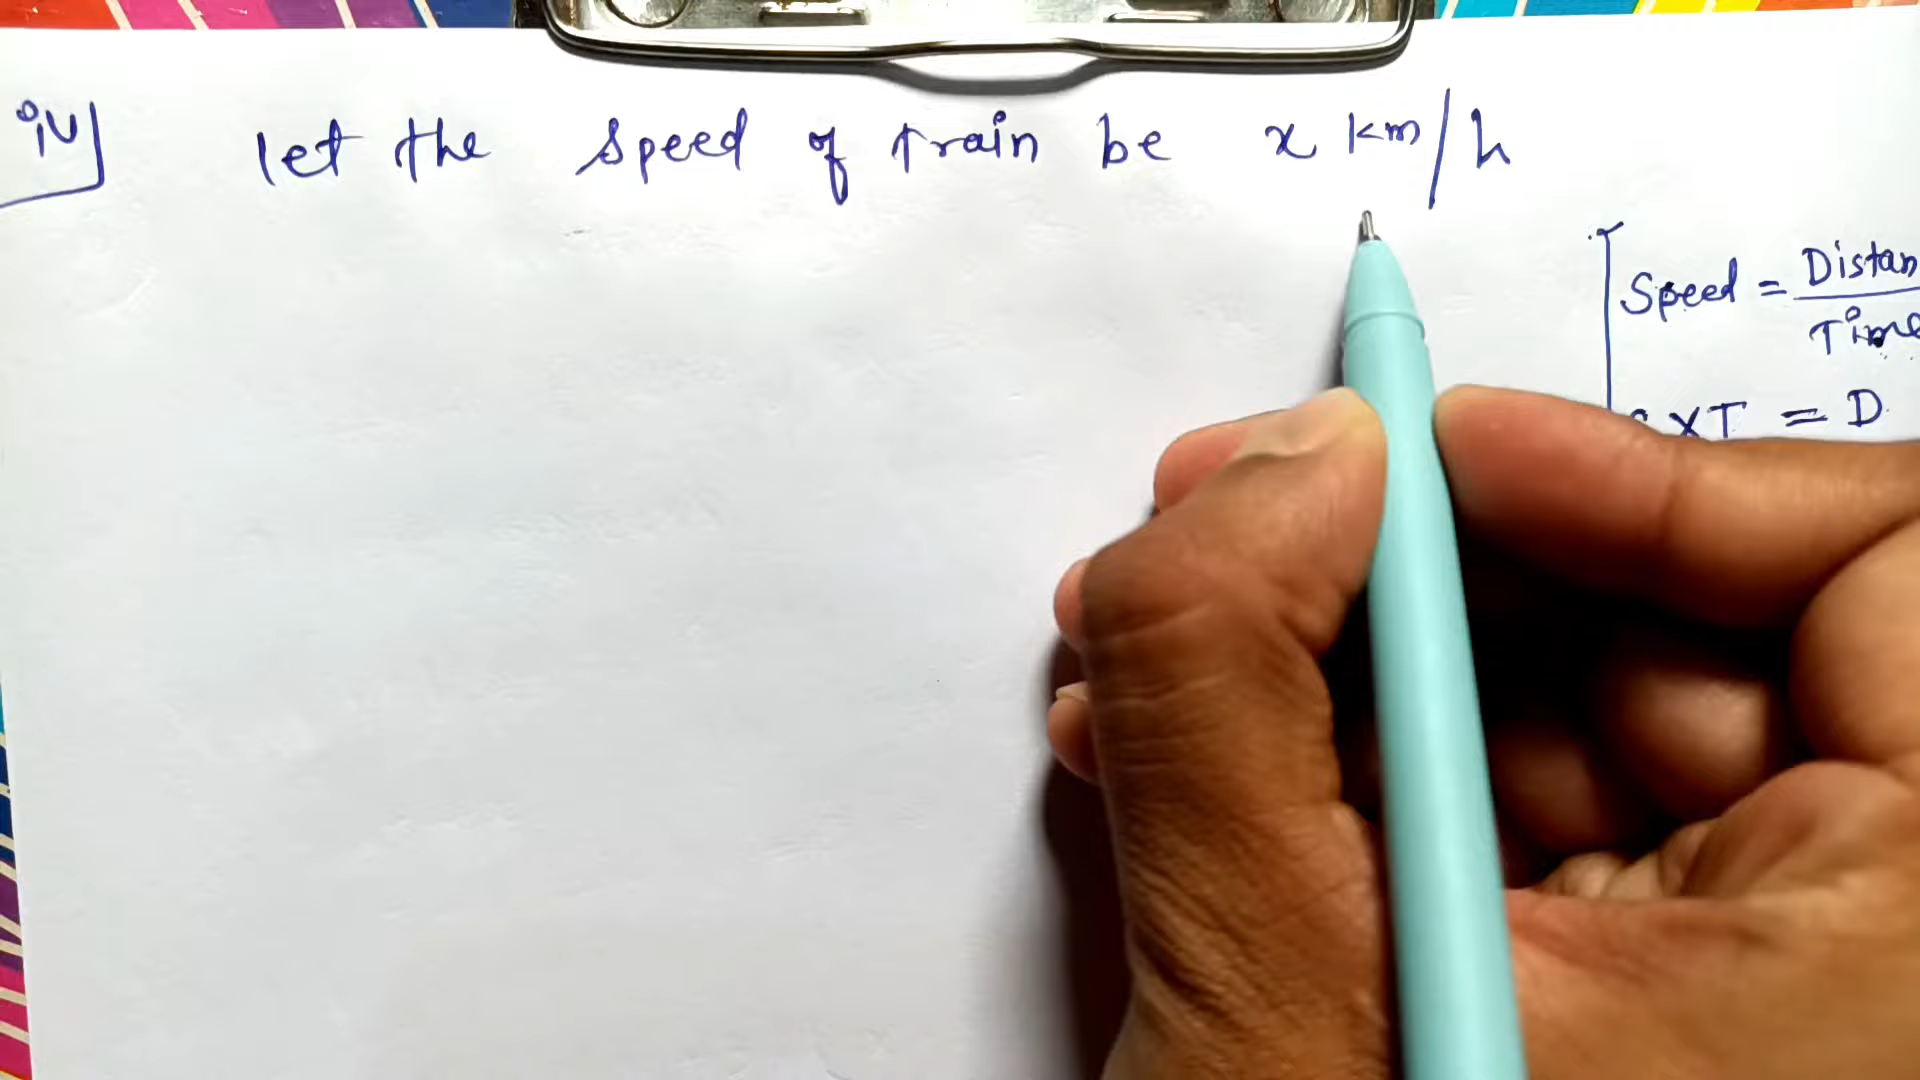 iv]
let the speed of train be x km/h
Speed = Distan
Time
XT = D